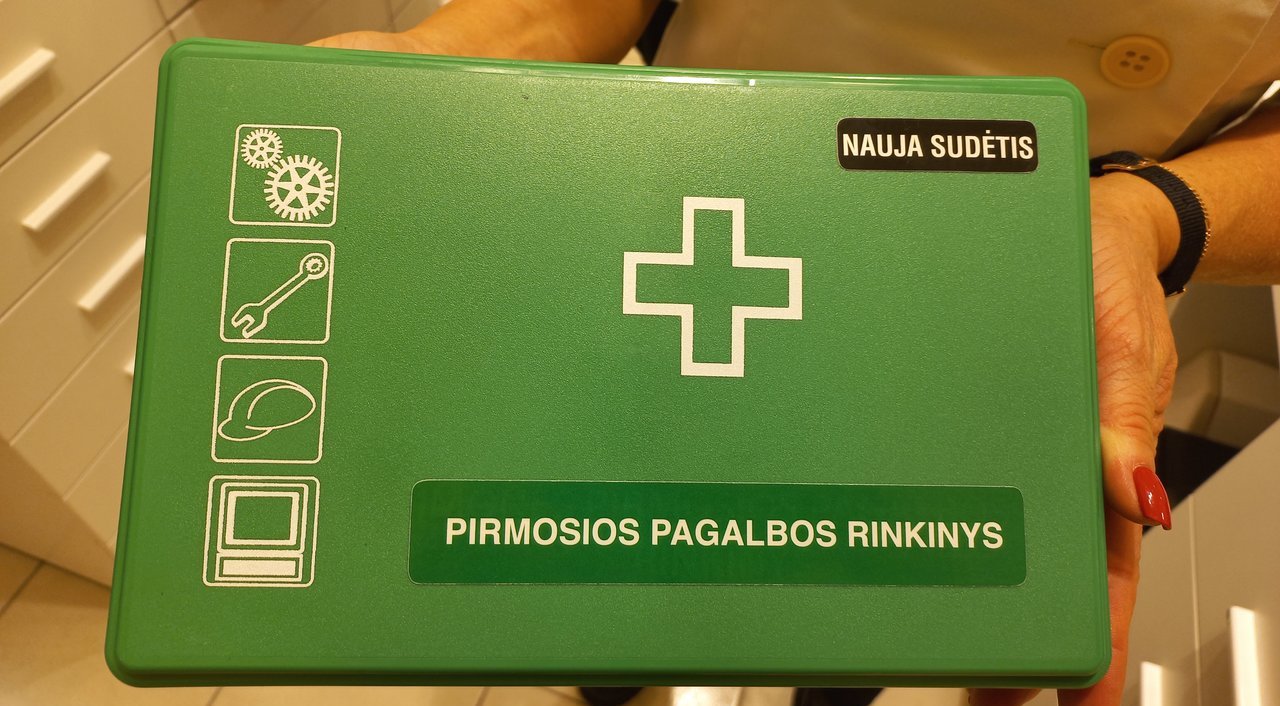 NAUJA SUDĖTIS
PIRMOSIOS PAGALBOS RINKINYS